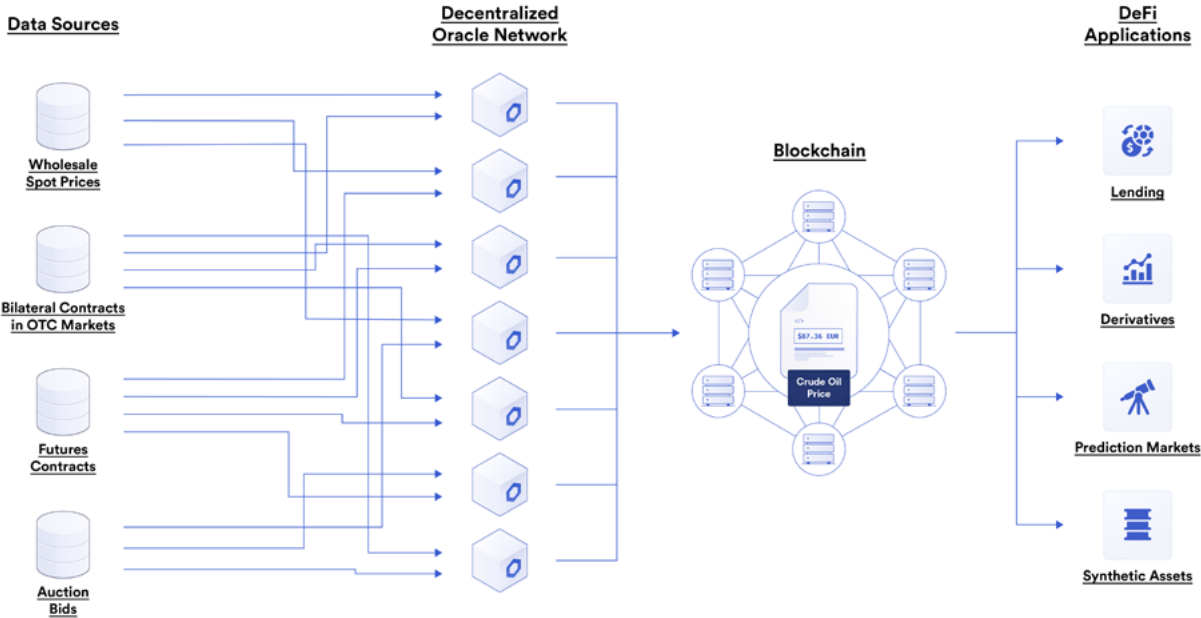 Data Sources
Decentralized
Oracle Network
DeFi
Applications
Wholesale
Spot Prices
Bilateral Contracts
in OTC Markets
Futures
Contracts
Auction
Bids
Blockchain
</>
$87.36 EUR
Crude Oil
Price
$
Lending
Derivatives
Prediction Markets
Synthetic Assets